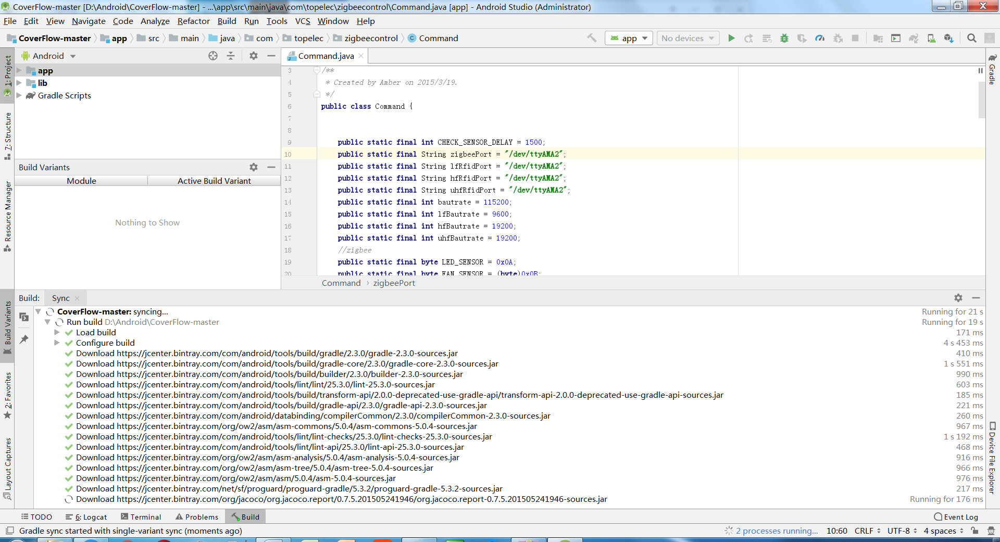 CoverFlow-master [D:\Android\CoverFlow-master] - ...\app\src\main\java\com\topelec\zigbeecontrol\Command.java [app] - Android Studio (Administrator)
File Edit View Navigate Code Analyze Refactor Build Run Tools VCS Window Help
CoverFlow-master app src main java com topelec zigbeecontrol C Command app No devices
1: Project
7: Structure
Resource Manager
Build Variants
2: Favorites
Layout Captures
Android
app
lib
Gradle Scripts
Build Variants
Module Active Build Variant
Nothing to Show
Command.java
3 /**
4 * Created by Amber on 2015/3/19.
5 */
6 public class Command {
7
8
9 public static final int CHECK_SENSOR_DELAY = 1500;
10 public static final String zigbeePort = "/dev/ttyAMA2";
11 public static final String lfRfidPort = "/dev/ttyAMA2";
12 public static final String hfRfidPort = "/dev/ttyAMA2";
13 public static final String uhfRfidPort = "/dev/ttyAMA2";
14 public static final int bautrate = 115200;
15 public static final int lfBautrate = 9600;
16 public static final int hfBautrate = 19200;
17 public static final int uhfBautrate = 19200;
18 //zigbee
19 public static final byte LED_SENSOR = 0x0A;
20 public static final byte FAN_SENSOR = (byte)0x0B;
Command › zigbeePort
Gradle
Device File Explorer
Build: Sync
CoverFlow-master: syncing... Running for 21 s
Run build D:\Android\CoverFlow-master Running for 19 s
Load build 171 ms
Configure build 4 s 453 ms
Download https://jcenter.bintray.com/com/android/tools/build/gradle/2.3.0/gradle-2.3.0-sources.jar 410 ms
Download https://jcenter.bintray.com/com/android/tools/build/gradle-core/2.3.0/gradle-core-2.3.0-sources.jar 1 s 551 ms
Download https://jcenter.bintray.com/com/android/tools/build/builder/2.3.0/builder-2.3.0-sources.jar 990 ms
Download https://jcenter.bintray.com/com/android/tools/lint/lint/25.3.0/lint-25.3.0-sources.jar 603 ms
Download https://jcenter.bintray.com/com/android/tools/build/transform-api/2.0.0-deprecated-use-gradle-api/transform-api-2.0.0-deprecated-use-gradle-api-sources.jar 185 ms
Download https://jcenter.bintray.com/com/android/tools/build/gradle-api/2.3.0/gradle-api-2.3.0-sources.jar 221 ms
Download https://jcenter.bintray.com/com/android/databinding/compilerCommon/2.3.0/compilerCommon-2.3.0-sources.jar 260 ms
Download https://jcenter.bintray.com/org/ow2/asm/asm-commons/5.0.4/asm-commons-5.0.4-sources.jar 967 ms
Download https://jcenter.bintray.com/com/android/tools/lint/lint-checks/25.3.0/lint-checks-25.3.0-sources.jar 1 s 192 ms
Download https://jcenter.bintray.com/com/android/tools/lint/lint-api/25.3.0/lint-api-25.3.0-sources.jar 468 ms
Download https://jcenter.bintray.com/org/ow2/asm/asm-analysis/5.0.4/asm-analysis-5.0.4-sources.jar 916 ms
Download https://jcenter.bintray.com/org/ow2/asm/asm-tree/5.0.4/asm-tree-5.0.4-sources.jar 966 ms
Download https://jcenter.bintray.com/org/ow2/asm/asm/5.0.4/asm-5.0.4-sources.jar 976 ms
Download https://jcenter.bintray.com/net/sf/proguard/proguard-gradle/5.3.2/proguard-gradle-5.3.2-sources.jar 217 ms
Download https://jcenter.bintray.com/org/jacoco/org.jacoco.report/0.7.5.201505241946/org.jacoco.report-0.7.5.201505241946-sources.jar Running for 176 ms
TODO 6: Logcat Terminal Problems Build Event Log
Gradle sync started with single-variant sync (moments ago) 2 processes running... 10:60 CRLF UTF-8 4 spaces